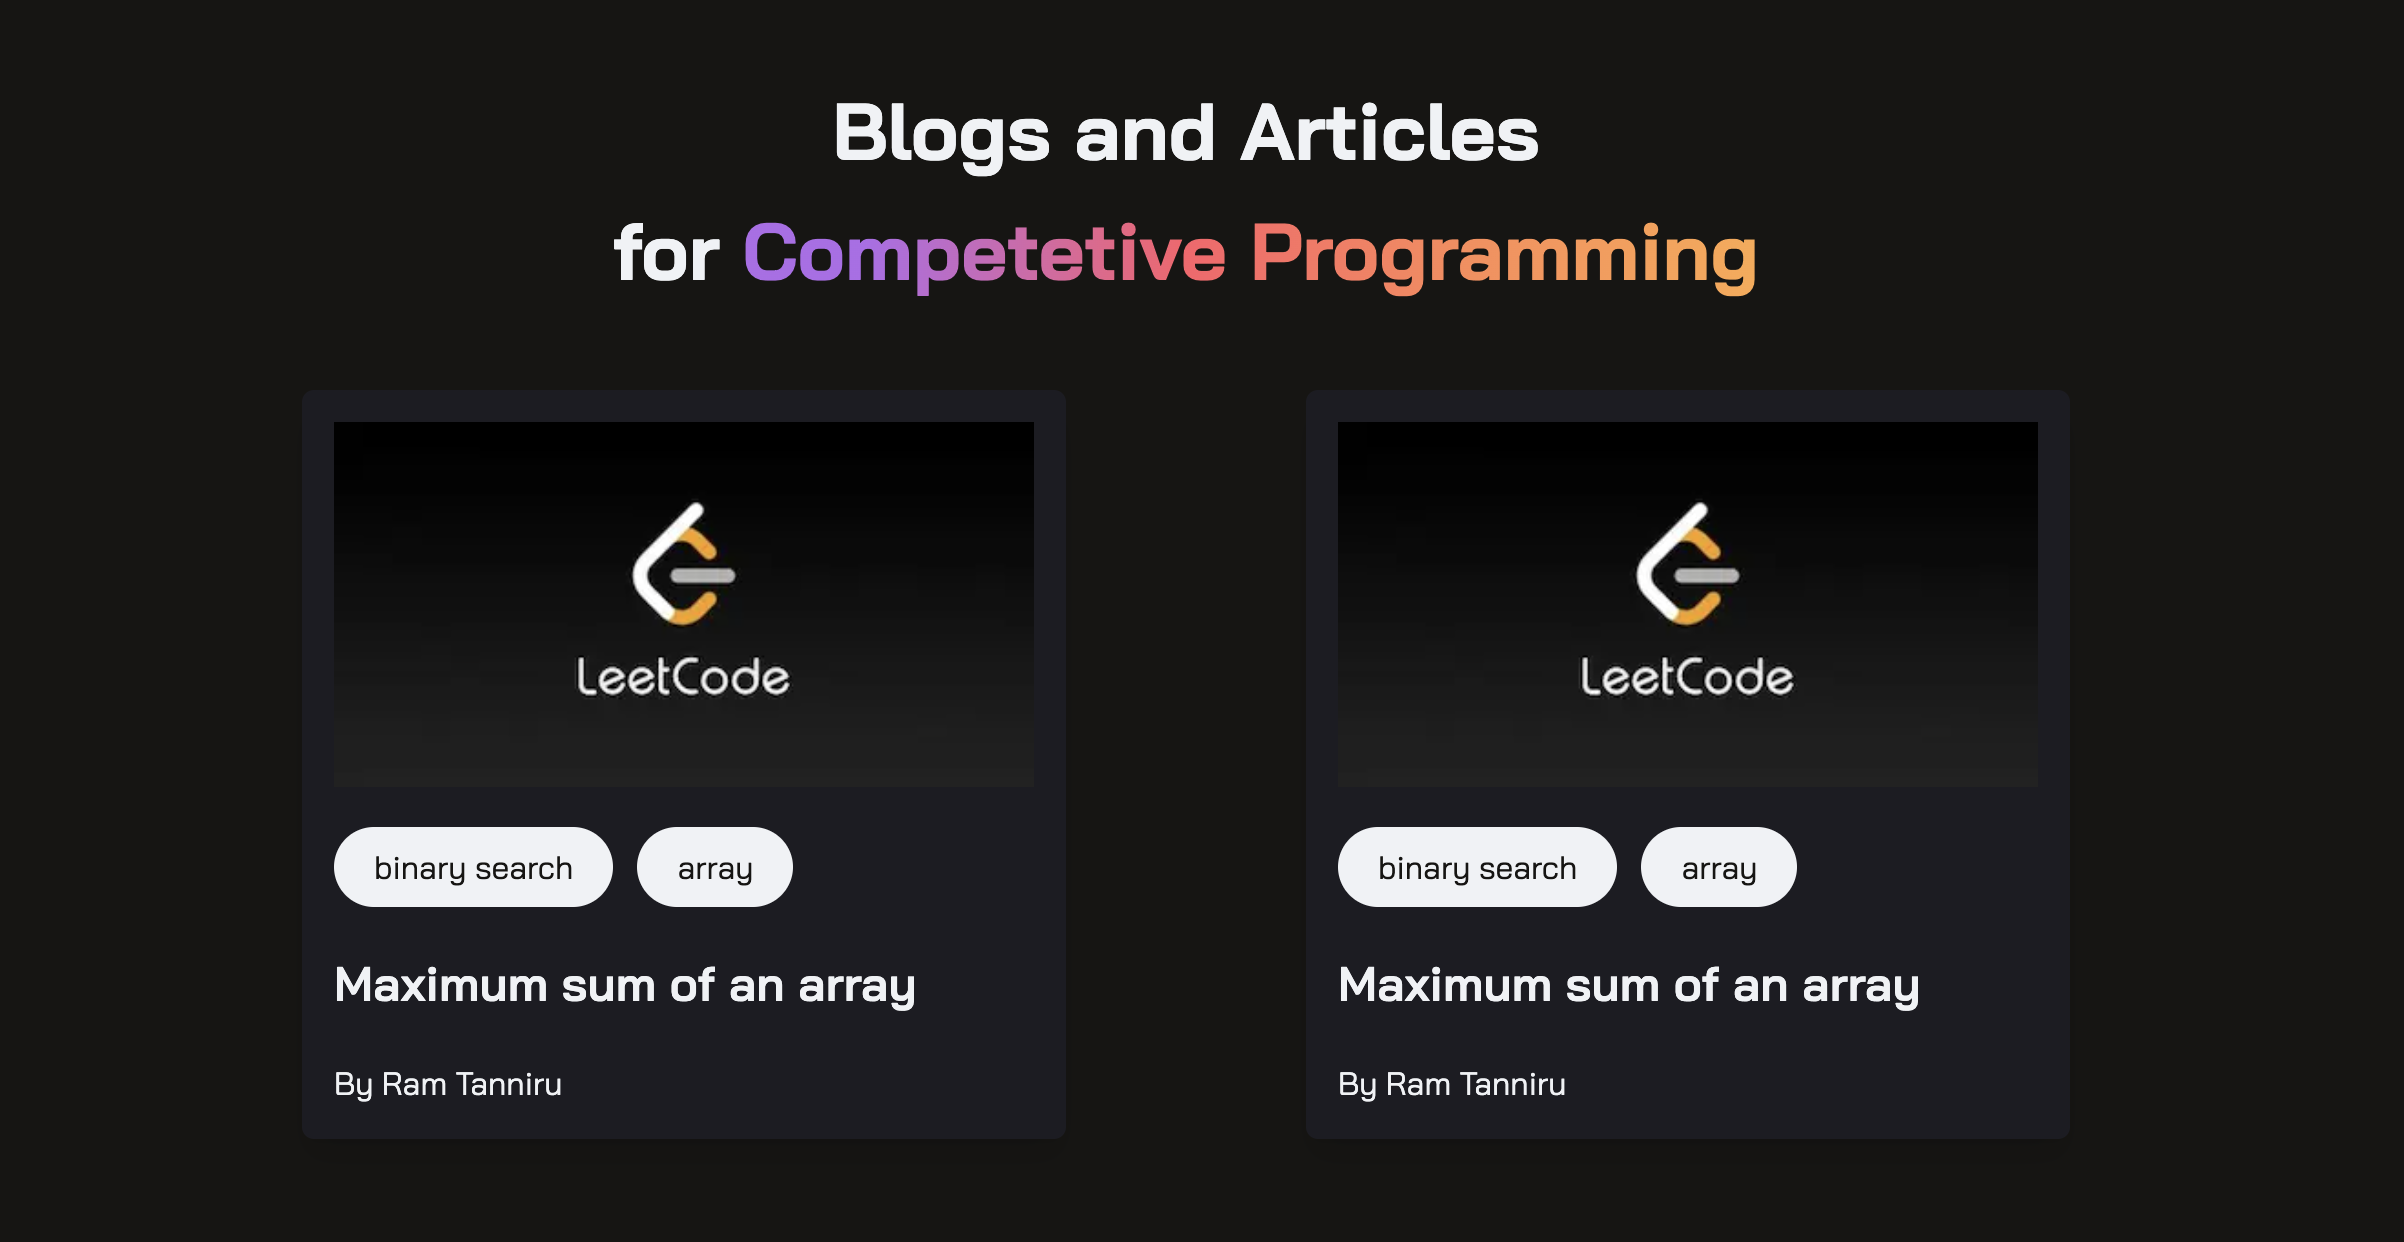 Blogs and Articles
for Competetive Programming
LeetCode
binary search
array
Maximum sum of an array
By Ram Tanniru
LeetCode
binary search
array
Maximum sum of an array
By Ram Tanniru